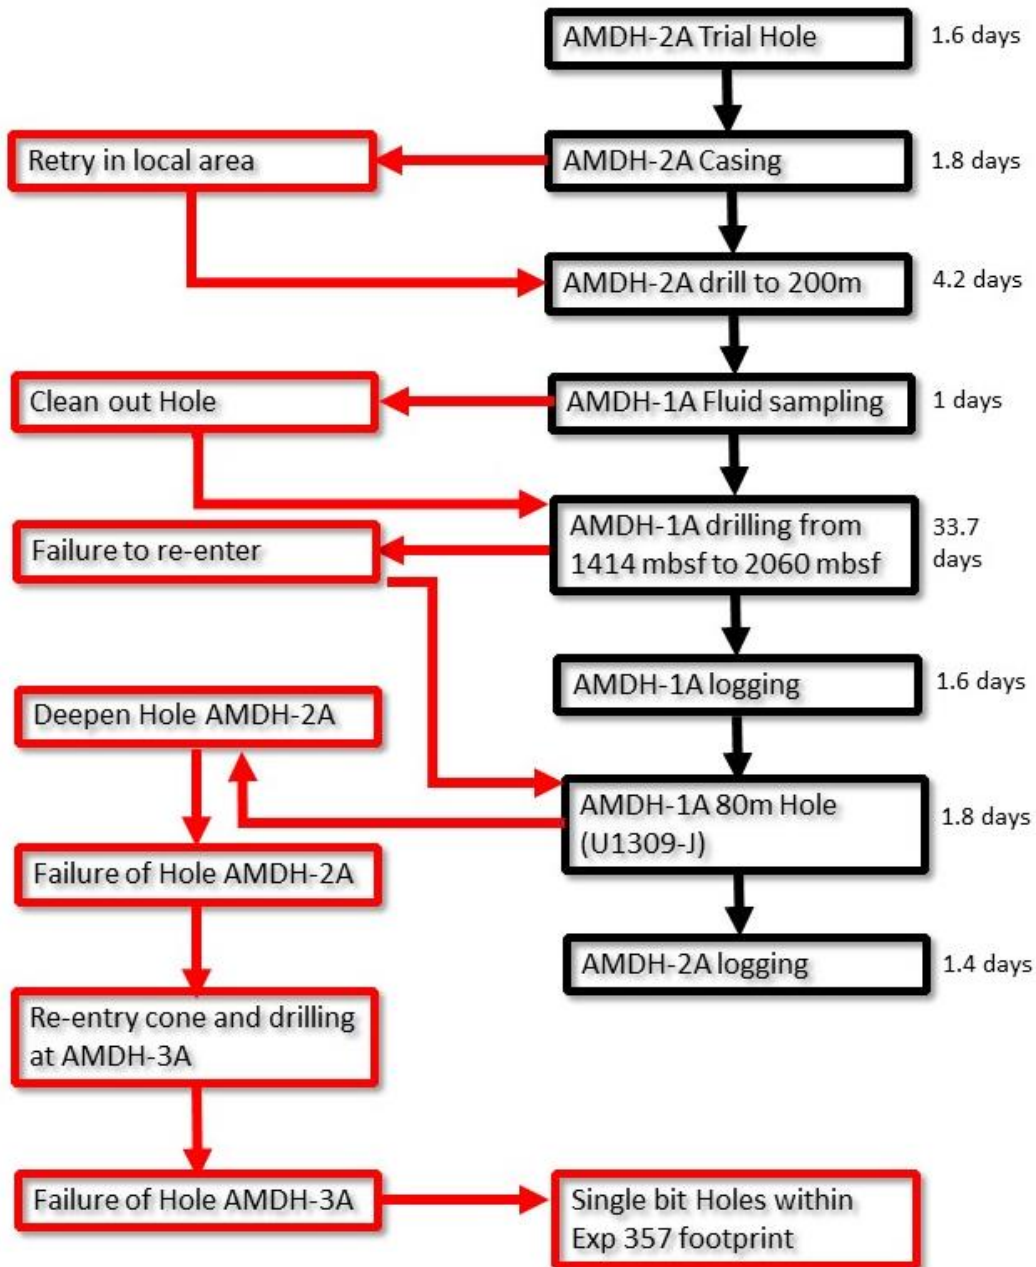 AMDH-2A Trial Hole
1.6 days
Retry in local area
AMDH-2A Casing
1.8 days
AMDH-2A drill to 200m
4.2 days
Clean out Hole
AMDH-1A Fluid sampling
1 days
Failure to re-enter
AMDH-1A drilling from
1414 mbsf to 2060 mbsf
33.7
days
AMDH-1A logging
1.6 days
Deepen Hole AMDH-2A
AMDH-1A 80m Hole
(U1309-J)
1.8 days
Failure of Hole AMDH-2A
AMDH-2A logging
1.4 days
Re-entry cone and drilling
at AMDH-3A
Failure of Hole AMDH-3A
Single bit Holes within
Exp 357 footprint